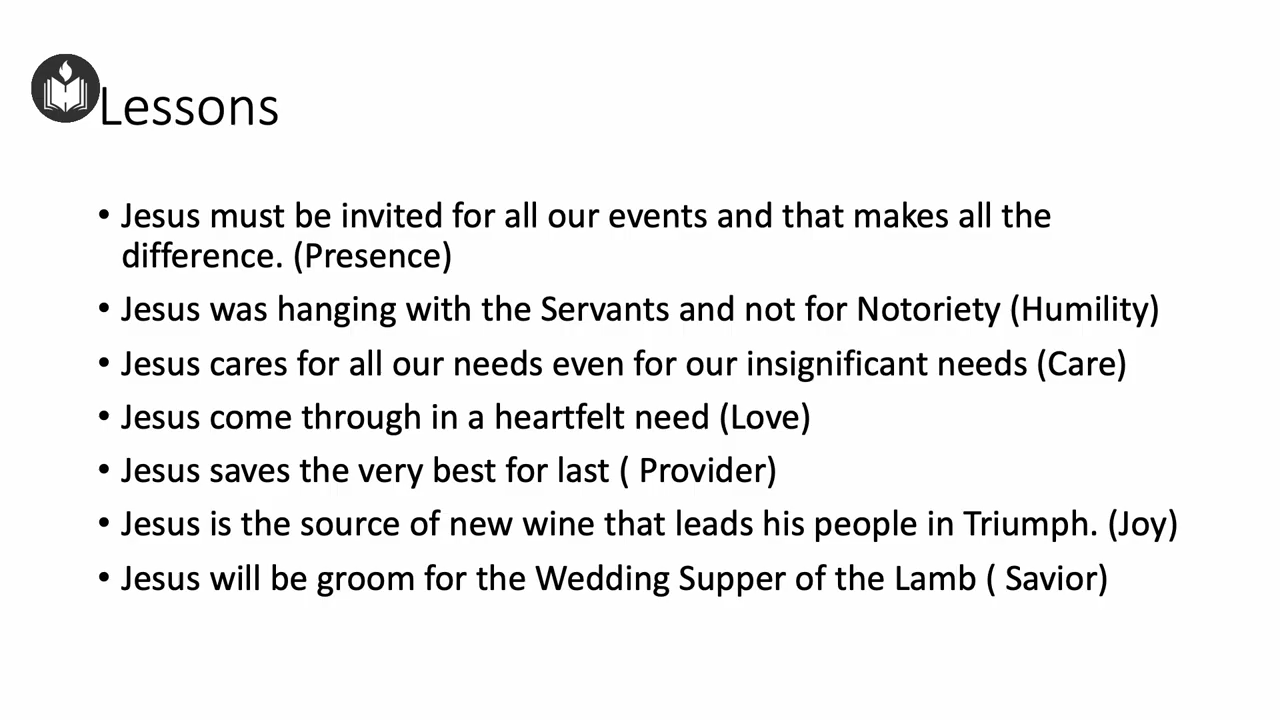 Lessons
• Jesus must be invited for all our events and that makes all the
difference. (Presence)
• Jesus was hanging with the Servants and not for Notoriety (Humility)
• Jesus cares for all our needs even for our insignificant needs (Care)
• Jesus come through in a heartfelt need (Love)
• Jesus saves the very best for last ( Provider)
• Jesus is the source of new wine that leads his people in Triumph. (Joy)
• Jesus will be groom for the Wedding Supper of the Lamb ( Savior)